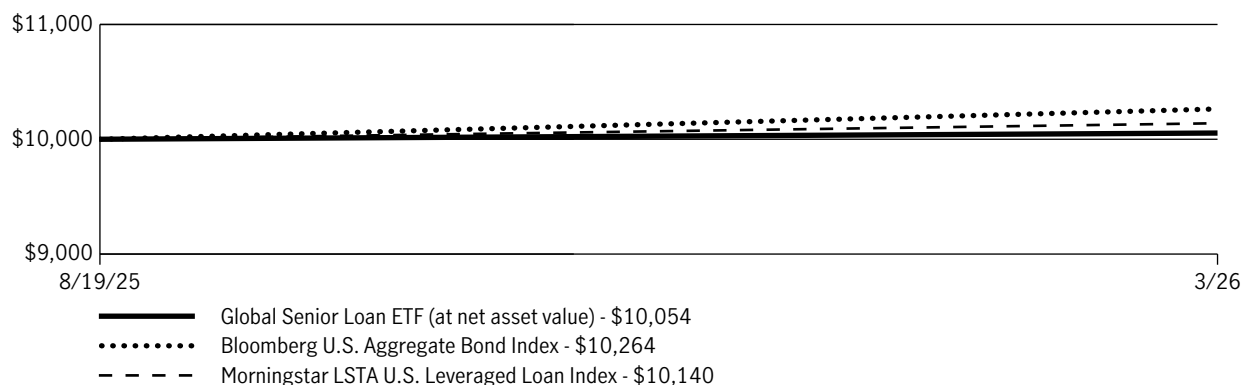 $11,000
$10,000
$9,000
8/19/25 3/26
Global Senior Loan ETF (at net asset value) - $10,054
Bloomberg U.S. Aggregate Bond Index - $10,264
Morningstar LSTA U.S. Leveraged Loan Index - $10,140